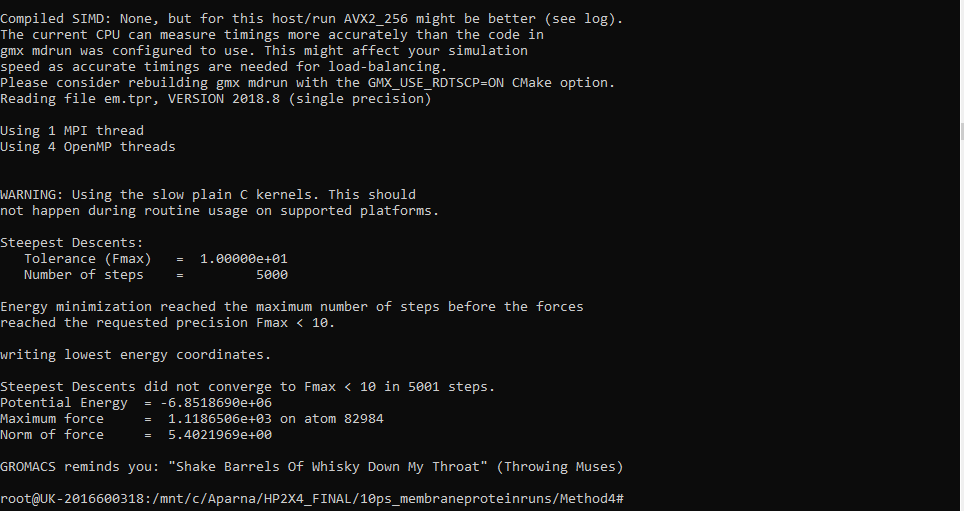 Compiled SIMD: None, but for this host/run AVX2_256 might be better (see log).
The current CPU can measure timings more accurately than the code in
gmx mdrun was configured to use. This might affect your simulation
speed as accurate timings are needed for load-balancing.
Please consider rebuilding gmx mdrun with the GMX_USE_RDTSCP=ON CMake option.
Reading file em.tpr, VERSION 2018.8 (single precision)
Using 1 MPI thread
Using 4 OpenMP threads
WARNING: Using the slow plain C kernels. This should
not happen during routine usage on supported platforms.
Steepest Descents:
   Tolerance (Fmax)   =  1.00000e+01
   Number of steps    =         5000
Energy minimization reached the maximum number of steps before the forces
reached the requested precision Fmax < 10.
writing lowest energy coordinates.
Steepest Descents did not converge to Fmax < 10 in 5001 steps.
Potential Energy  = -6.8518690e+06
Maximum force     =  1.1186506e+03 on atom 82984
Norm of force     =  5.4021969e+00
GROMACS reminds you: "Shake Barrels Of Whisky Down My Throat" (Throwing Muses)
root@UK-2016600318:/mnt/c/Aparna/HP2X4_FINAL/10ps_membraneproteinruns/Method4#